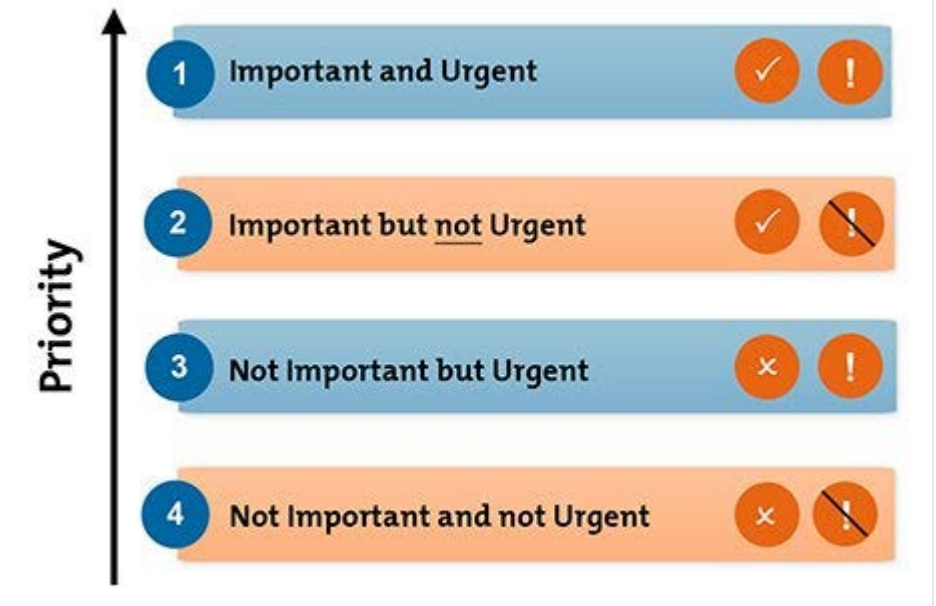 Priority
1 Important and Urgent ✓ !
2 Important but not Urgent ✓ !
3 Not Important but Urgent x !
4 Not Important and not Urgent x !